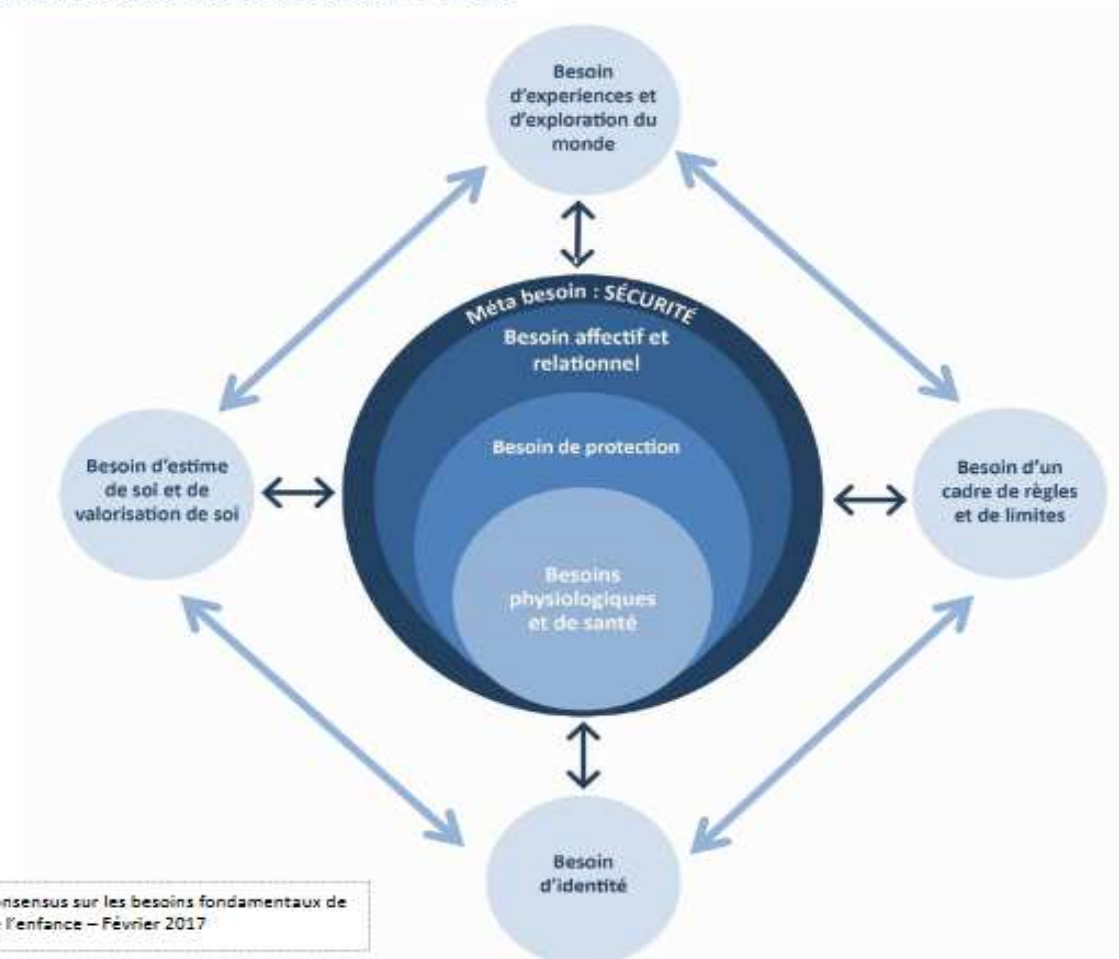 Besoin
d'experiences et
d'exploration du
monde
Méta besoin : SÉCURITÉ
Besoin affectif et
relationnel
Besoin de protection
Besoins
physiologiques
et de santé
Besoin d'estime
de soi et de
valorisation de soi
Besoin d'un
cadre de règles
et de limites
Besoin
d'identité
onsensus sur les besoins fondamentaux de
l'enfance – Février 2017